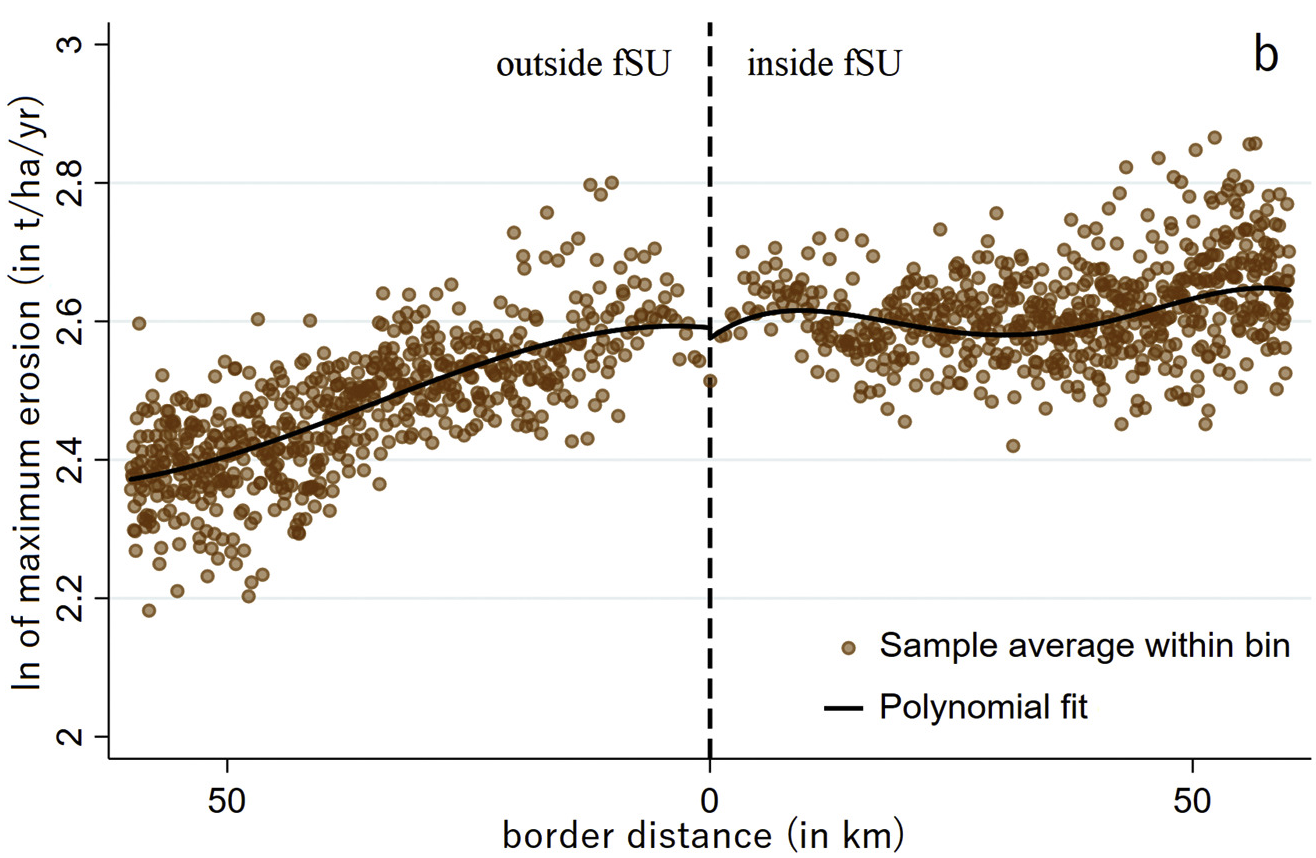 outside fSU
inside fSU
b
ln of maximum erosion (in t/ha/yr)
3
2.8
2.6
2.4
2.2
2
Sample average within bin
Polynomial fit
50
0
50
border distance (in km)